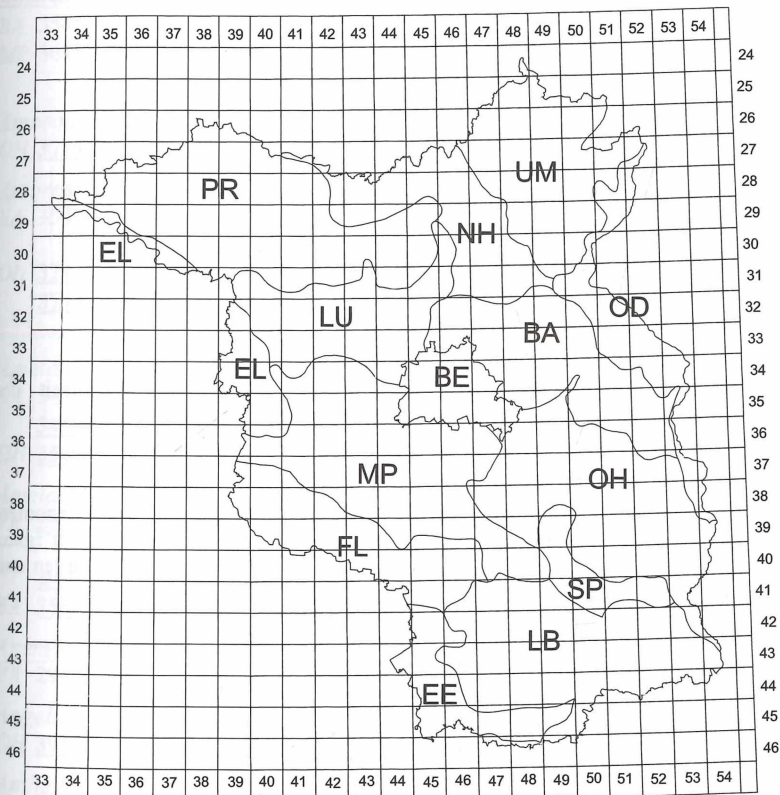 33 34 35 36 37 38 39 40 41 42 43 44 45 46 47 48 49 50 51 52 53 54
24 24
25 25
26 26
27 UM 27
28 PR 28
29 NH 29
30 EL 30
31 31
32 LU OD 32
33 BA 33
34 EL BE 34
35 35
36 36
37 MP OH 37
38 38
39 FL 39
40 40
41 SP 41
42 LB 42
43 43
44 EE 44
45 45
46 46
33 34 35 36 37 38 39 40 41 42 43 44 45 46 47 48 49 50 51 52 53 54